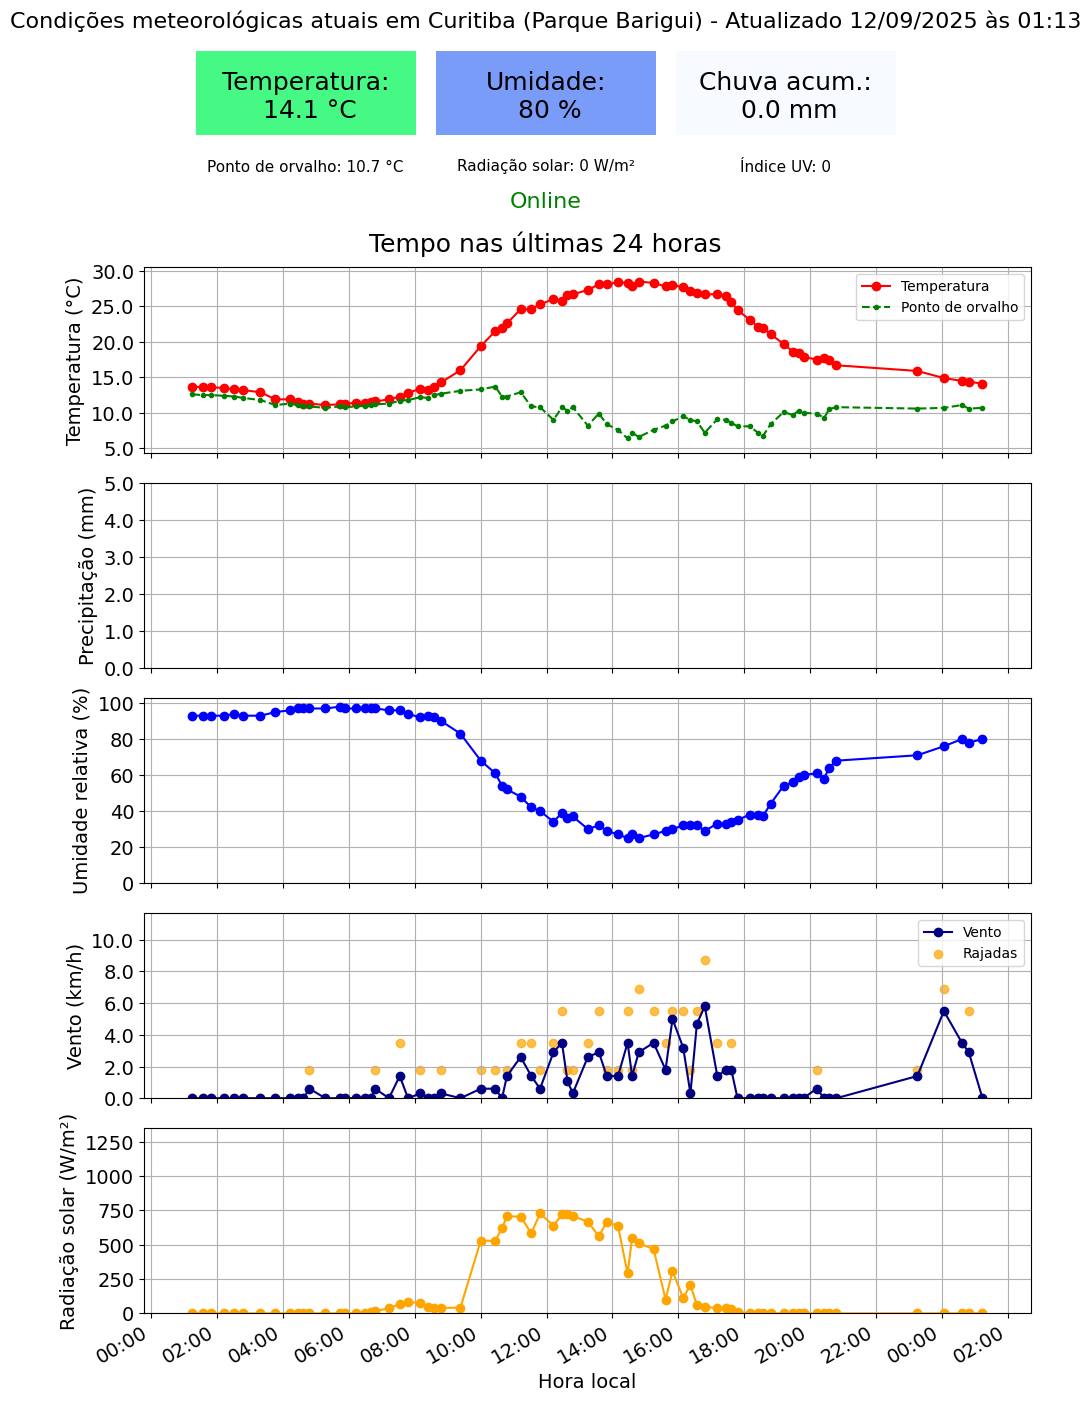 Condições meteorológicas atuais em Curitiba (Parque Barigui) - Atualizado 12/09/2025 às 01:13
Temperatura:
14.1 °C
Umidade:
80 %
Chuva acum.:
0.0 mm
Ponto de orvalho: 10.7 °C
Radiação solar: 0 W/m²
Índice UV: 0
Online
Tempo nas últimas 24 horas
Temperatura (°C)
30.0
25.0
20.0
15.0
10.0
5.0
Temperatura
Ponto de orvalho
Precipitação (mm)
5.0
4.0
3.0
2.0
1.0
0.0
Umidade relativa (%)
100
80
60
40
20
0
Vento (km/h)
10.0
8.0
6.0
4.0
2.0
0.0
Vento
Rajadas
Radiação solar (W/m²)
1250
1000
750
500
250
0
00:00
02:00
04:00
06:00
08:00
10:00
12:00
14:00
16:00
18:00
20:00
22:00
00:00
02:00
Hora local